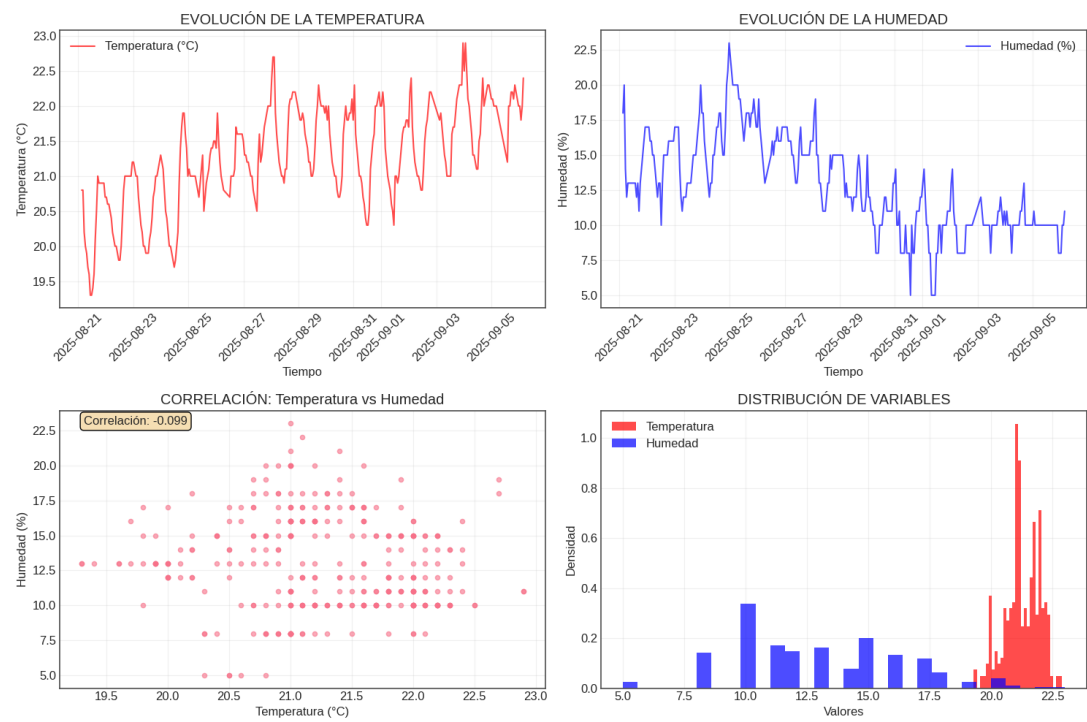 EVOLUCIÓN DE LA TEMPERATURA
Temperatura (°C)
Temperatura (°C)
23.0
22.5
22.0
21.5
21.0
20.5
20.0
19.5
2025-08-21
2025-08-23
2025-08-25
2025-08-27
2025-08-29
2025-08-31
2025-09-01
2025-09-03
2025-09-05
Tiempo
EVOLUCIÓN DE LA HUMEDAD
Humedad (%)
Humedad (%)
22.5
20.0
17.5
15.0
12.5
10.0
7.5
5.0
2025-08-21
2025-08-23
2025-08-25
2025-08-27
2025-08-29
2025-08-31
2025-09-01
2025-09-03
2025-09-05
Tiempo
CORRELACIÓN: Temperatura vs Humedad
Correlación: -0.099
Humedad (%)
22.5
20.0
17.5
15.0
12.5
10.0
7.5
5.0
19.5 20.0 20.5 21.0 21.5 22.0 22.5 23.0
Temperatura (°C)
DISTRIBUCIÓN DE VARIABLES
Temperatura
Humedad
Densidad
1.0
0.8
0.6
0.4
0.2
0.0
5.0 7.5 10.0 12.5 15.0 17.5 20.0 22.5
Valores